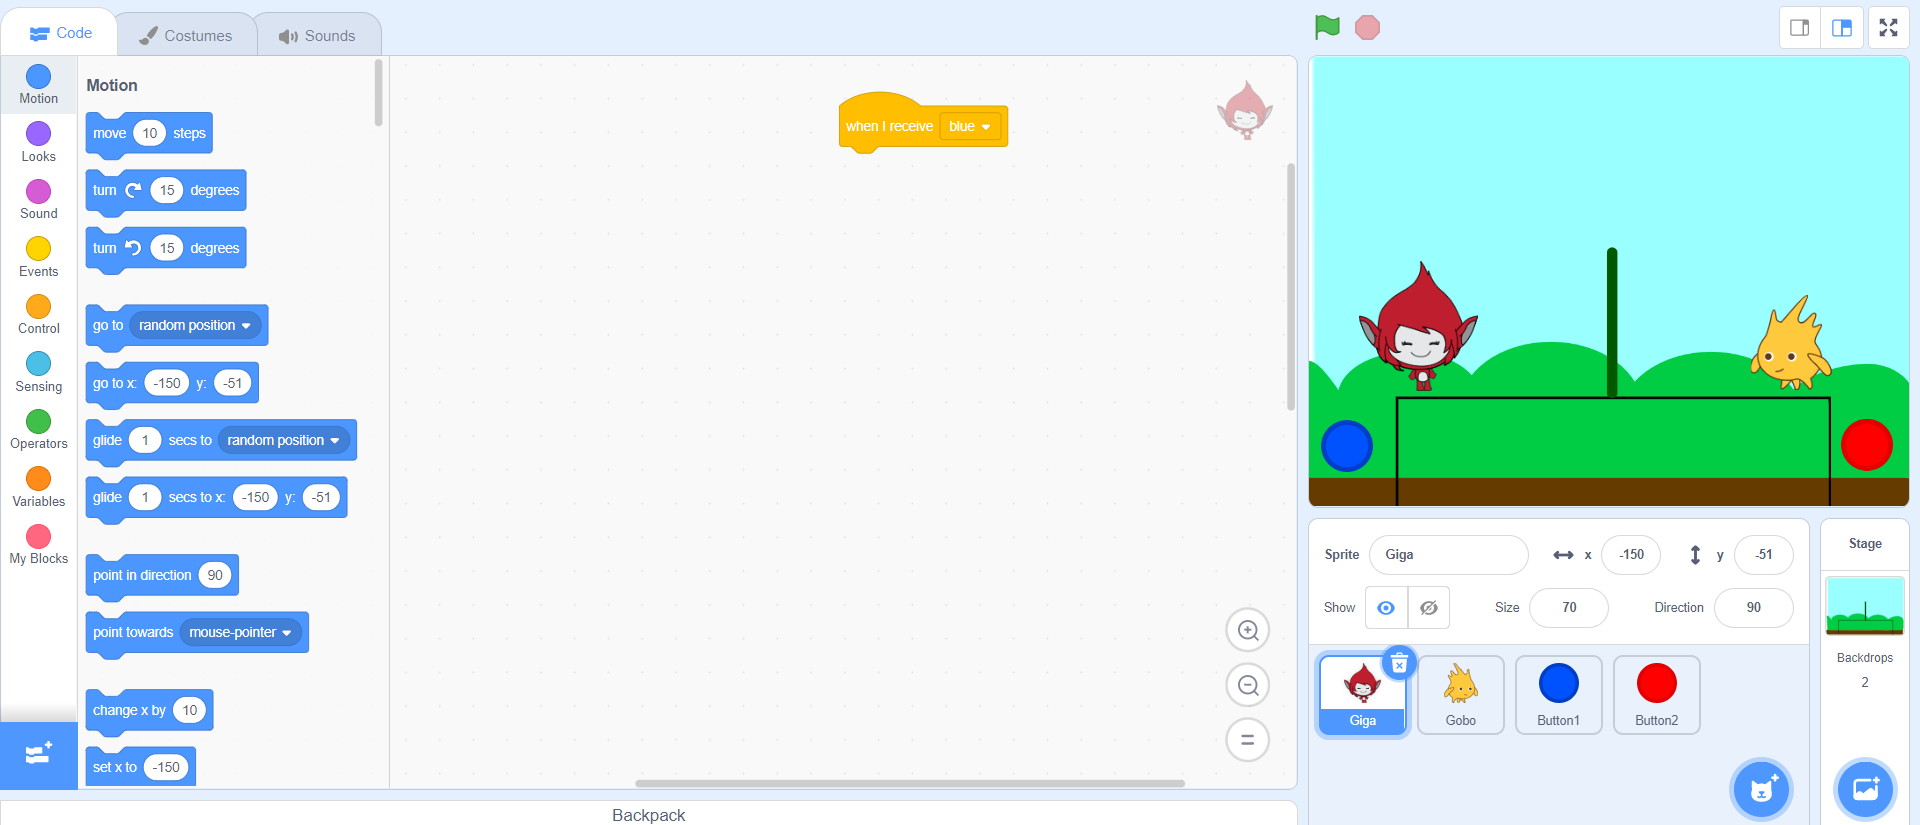 Code
Costumes
Sounds
Motion
Looks
Sound
Events
Control
Sensing
Operators
Variables
My Blocks
Motion
move 10 steps
turn 15 degrees
turn 15 degrees
go to random position
go to x: -150 y: -51
glide 1 secs to random position
glide 1 secs to x: -150 y: -51
point in direction 90
point towards mouse-pointer
change x by 10
set x to -150
when I receive blue
Backpack
Sprite Giga x -150 y -51
Show Size 70 Direction 90
Giga
Gobo
Button1
Button2
Stage
Backdrops
2